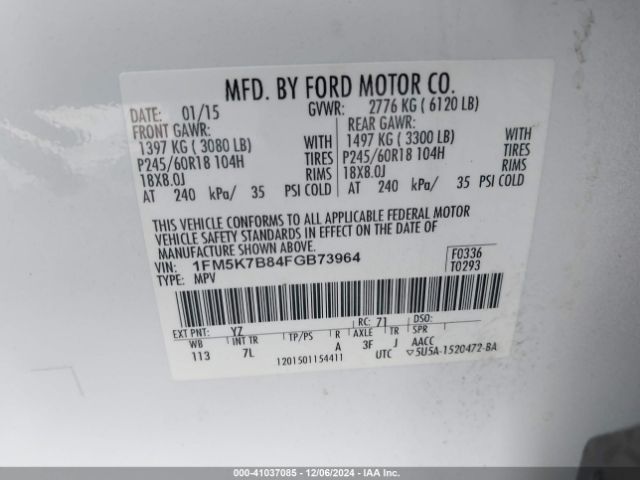 MFD. BY FORD MOTOR CO.
DATE: 01/15 GVWR: 2776 KG ( 6120 LB)
FRONT GAWR: REAR GAWR:
1397 KG ( 3080 LB) WITH 1497 KG ( 3300 LB) WITH
P245/60R18 104H TIRES P245/60R18 104H TIRES
18X8.0J RIMS 18X8.0J RIMS
AT 240 kPa/ 35 PSI COLD AT 240 kPa/ 35 PSI COLD
THIS VEHICLE CONFORMS TO ALL APPLICABLE FEDERAL MOTOR
VEHICLE SAFETY STANDARDS IN EFFECT ON THE DATE OF
MANUFACTURE SHOWN ABOVE.
VIN: 1FM5K7B84FGB73964 F0336
TYPE: MPV T0293
EXT PNT: YZ RC: 71 DSO:
WB INT TR TP/PS R AXLE TR SPR
113 7L A 3F J AACC
1201501154411 UTC ▽5U5A-1520472-BA
000-41037085 - 12/06/2024 - IAAI.COM